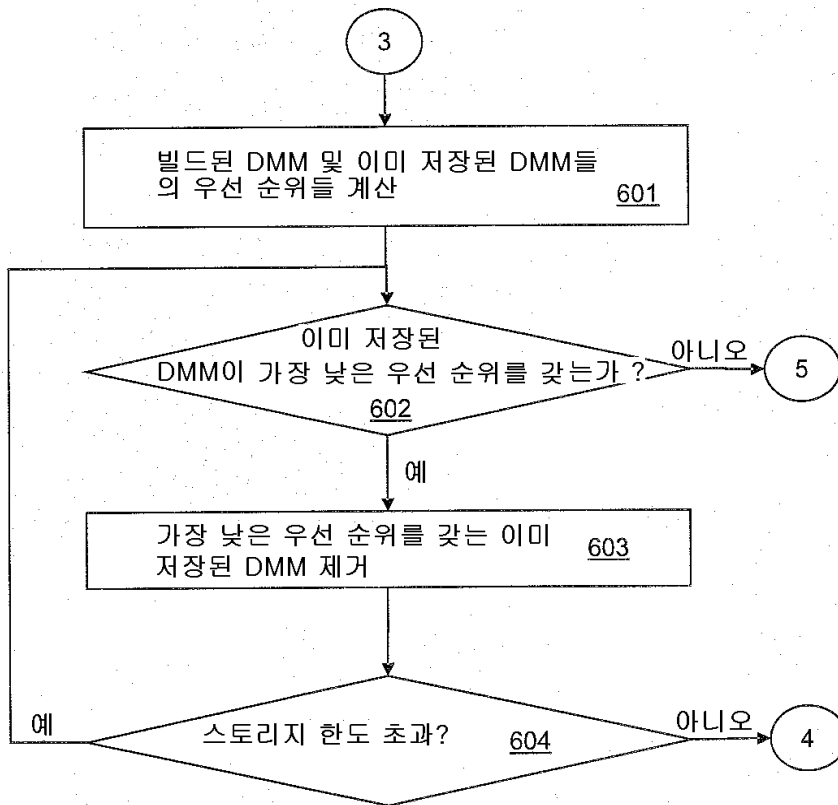 3
빌드된 DMM 및 이미 저장된 DMM들
의 우선 순위들 계산
601
이미 저장된
DMM이 가장 낮은 우선 순위를 갖는가 ?
602
아니오
5
예
가장 낮은 우선 순위를 갖는 이미
저장된 DMM 제거
603
예
스토리지 한도 초과?
604
아니오
4